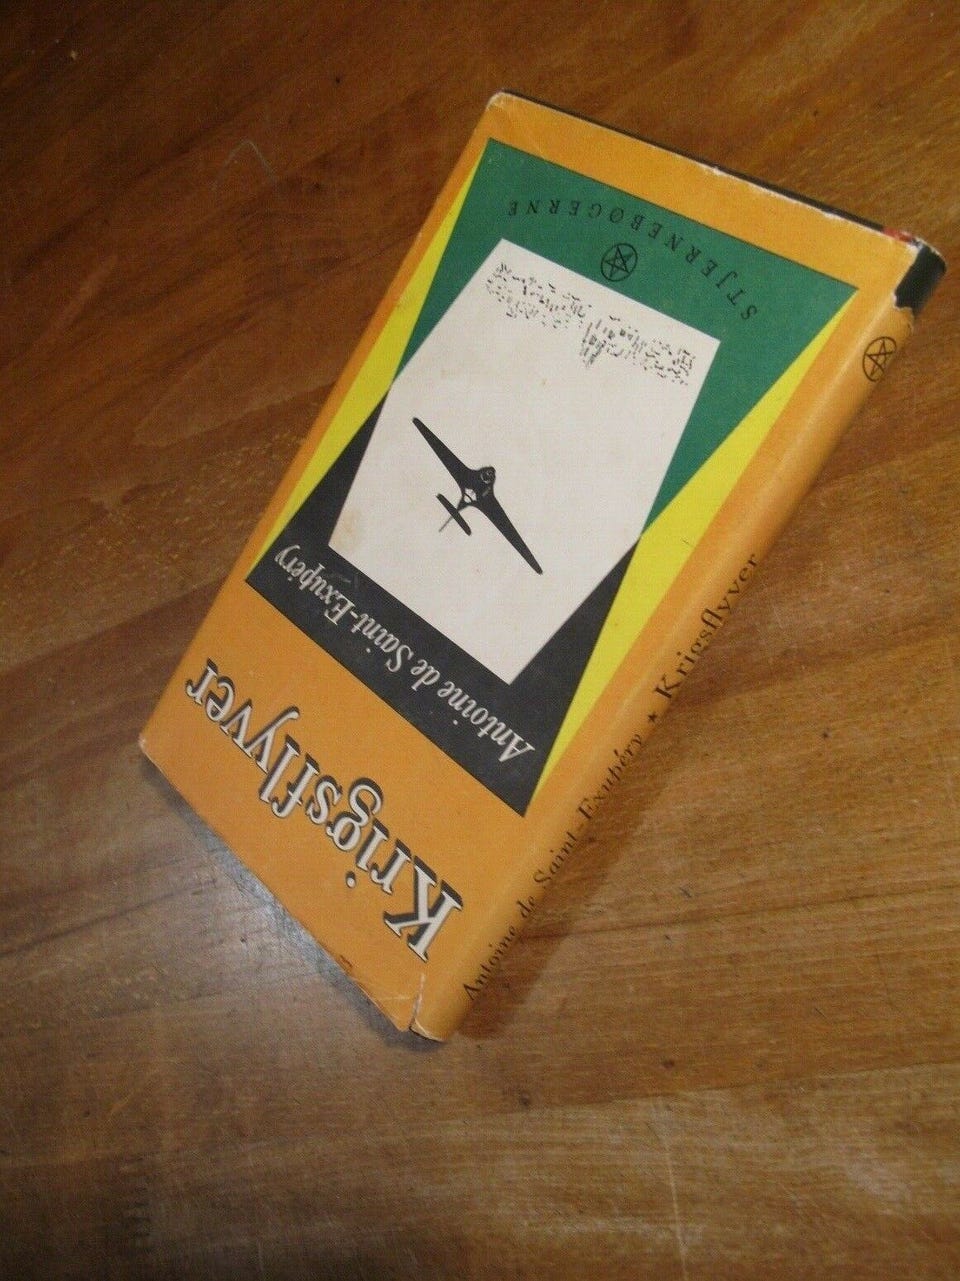 Krigsflyver
Antoine de Saint-Exupéry
STJERNEBØGERNE
Antoine de Saint-Exupéry ★ Krigsflyver